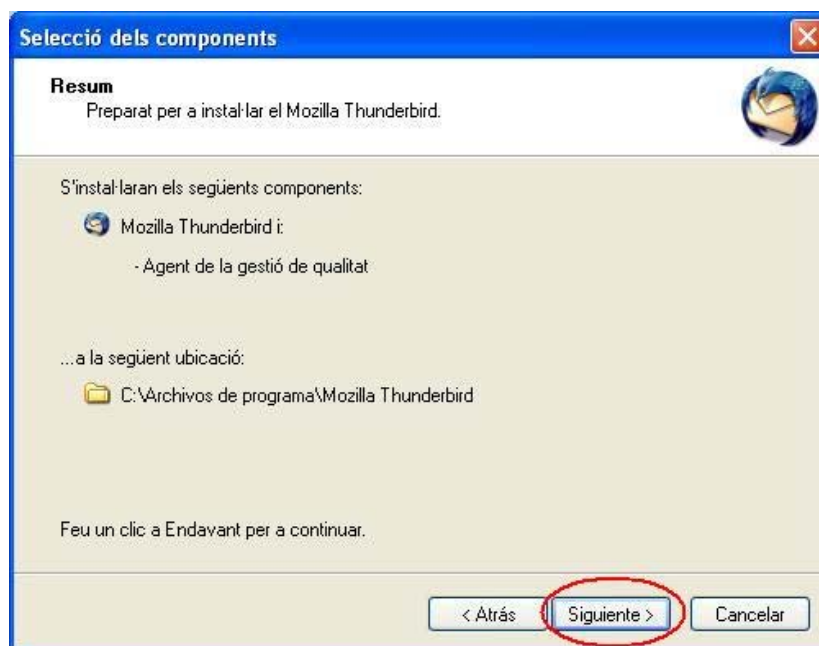 Selecció dels components
Resum
Preparat per a instal·lar el Mozilla Thunderbird.
S'instal·laran els següents components:
Mozilla Thunderbird i:
- Agent de la gestió de qualitat
...a la següent ubicació:
C:\Archivos de programa\Mozilla Thunderbird
Feu un clic a Endavant per a continuar.
< Atrás Siguiente > Cancelar